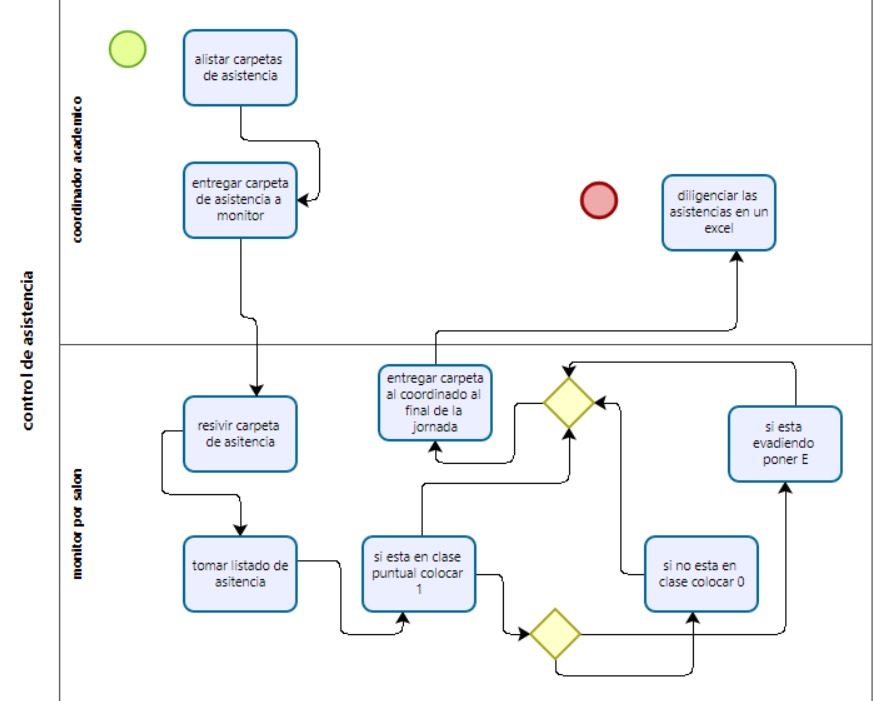 control de asistencia
coordinador academico
alistar carpetas
de asistencia
entregar carpeta
de asistencia a
monitor
diligenciar las
asistencias en un
excel
monitor por salon
entregar carpeta
al coordinado al
final de la
jornada
resivir carpeta
de asitencia
si esta
evadiendo
poner E
tomar listado de
asitencia
si esta en clase
puntual colocar
1
si no esta en
clase colocar 0